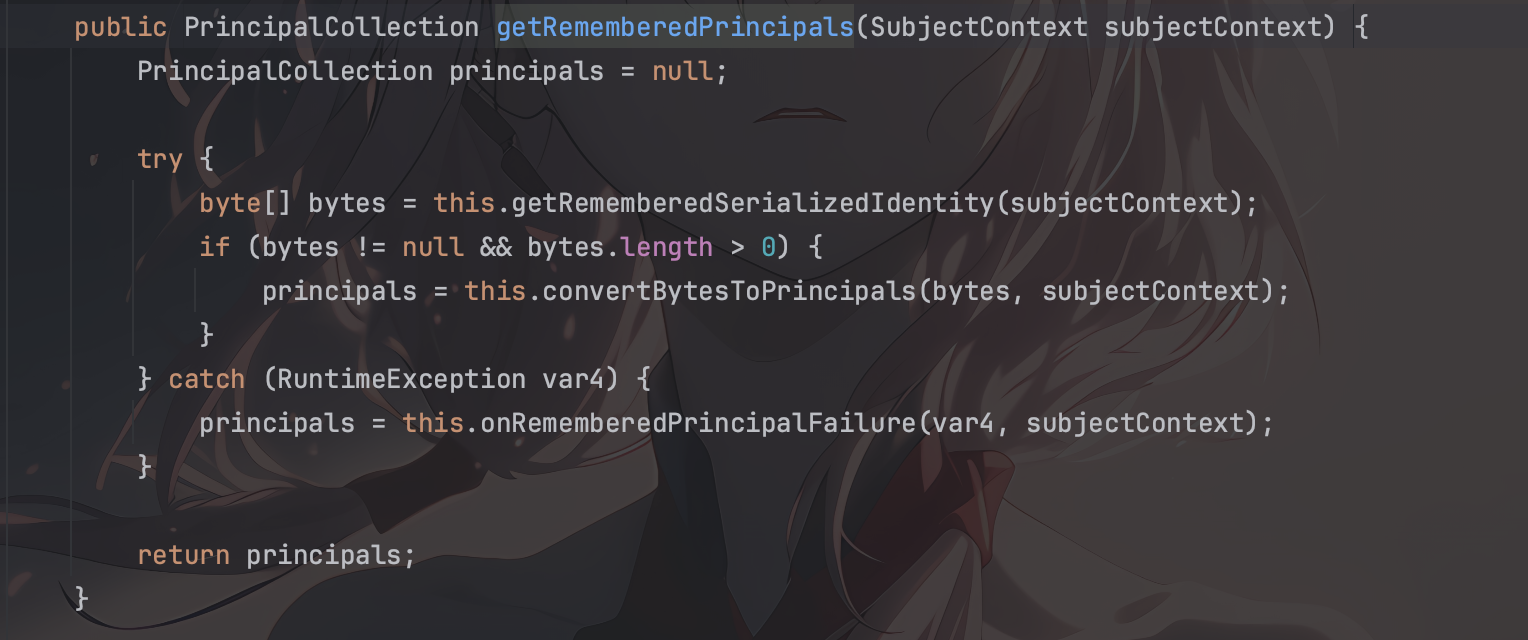 public PrincipalCollection getRememberedPrincipals(SubjectContext subjectContext) {
    PrincipalCollection principals = null;

    try {
        byte[] bytes = this.getRememberedSerializedIdentity(subjectContext);
        if (bytes != null && bytes.length > 0) {
            principals = this.convertBytesToPrincipals(bytes, subjectContext);
        }
    } catch (RuntimeException var4) {
        principals = this.onRememberedPrincipalFailure(var4, subjectContext);
    }

    return principals;
}